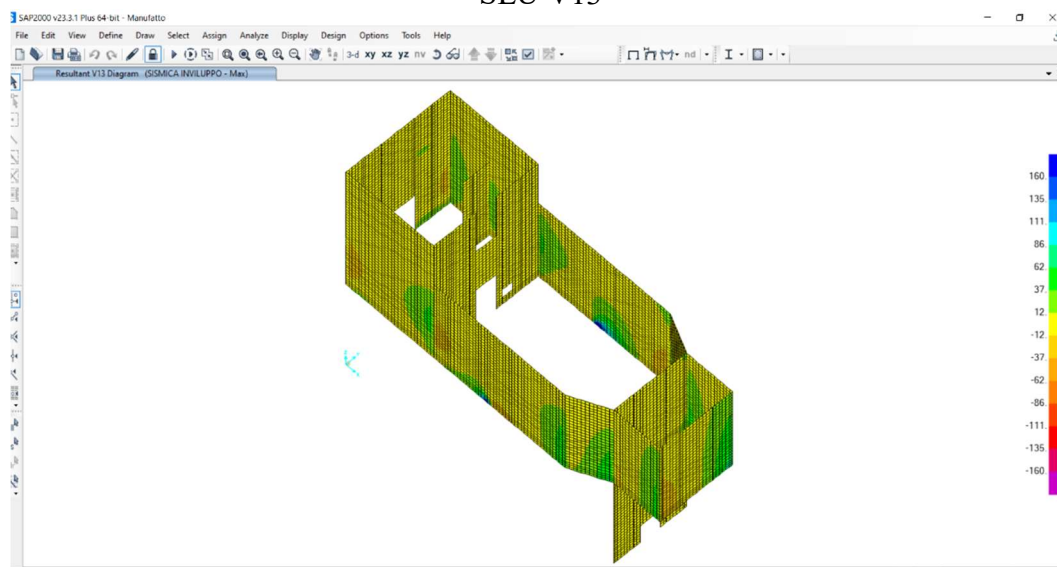 SLU V13
SAP2000 v23.3.1 Plus 64-bit - Manufatto
File Edit View Define Draw Select Assign Analyze Display Design Options Tools Help
3-d xy xz yz nv nd
Resultant V13 Diagram (SISMICA INVILUPPO - Max)
160.
135.
111.
86.
62.
37.
12.
-12.
-37.
-62.
-86.
-111.
-135.
-160.